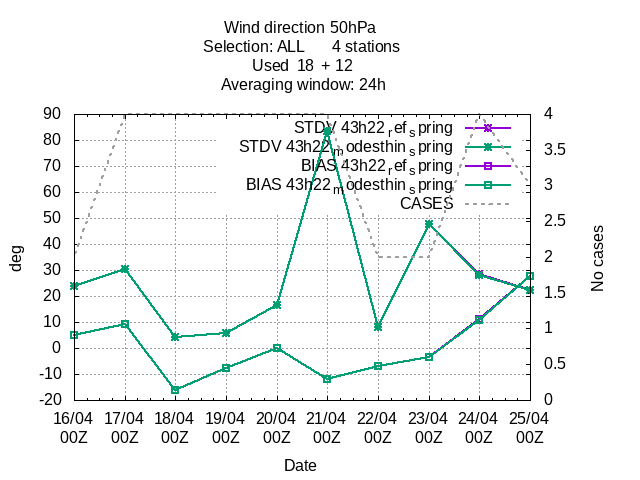 Wind direction 50hPa
Selection: ALL 4 stations
Used 18 + 12
Averaging window: 24h
90 4
80 3.5
70 3
60 2.5
50 2
40 1.5
30 1
20 0.5
10 0
0
-10
-20
STDV 43h22refspring
STDV 43h22modesthinspring
BIAS 43h22refspring
BIAS 43h22modesthinspring
CASES
deg
No cases
16/04 17/04 18/04 19/04 20/04 21/04 22/04 23/04 24/04 25/04
00Z 00Z 00Z 00Z 00Z 00Z 00Z 00Z 00Z 00Z
Date